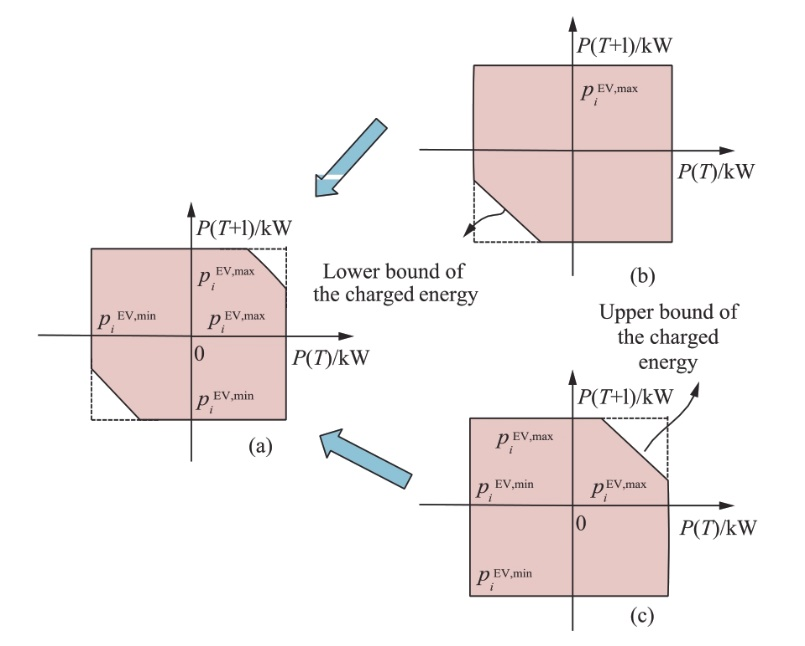 P(T+1)/kW
p_i^EV,max
P(T)/kW
(b)
P(T+1)/kW
p_i^EV,max
p_i^EV,min
p_i^EV,max
0
P(T)/kW
p_i^EV,min
(a)
Lower bound of
the charged energy
Upper bound of
the charged
energy
P(T+1)/kW
p_i^EV,max
p_i^EV,min
p_i^EV,max
0
P(T)/kW
p_i^EV,min
(c)